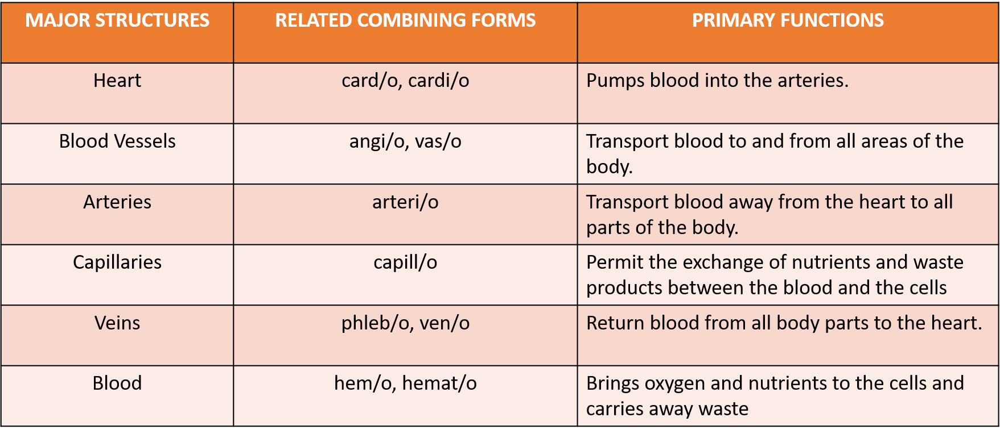 MAJOR STRUCTURES
RELATED COMBINING FORMS
PRIMARY FUNCTIONS
Heart
card/o, cardi/o
Pumps blood into the arteries.
Blood Vessels
angi/o, vas/o
Transport blood to and from all areas of the
body.
Arteries
arteri/o
Transport blood away from the heart to all
parts of the body.
Capillaries
capill/o
Permit the exchange of nutrients and waste
products between the blood and the cells
Veins
phleb/o, ven/o
Return blood from all body parts to the heart.
Blood
hem/o, hemat/o
Brings oxygen and nutrients to the cells and
carries away waste